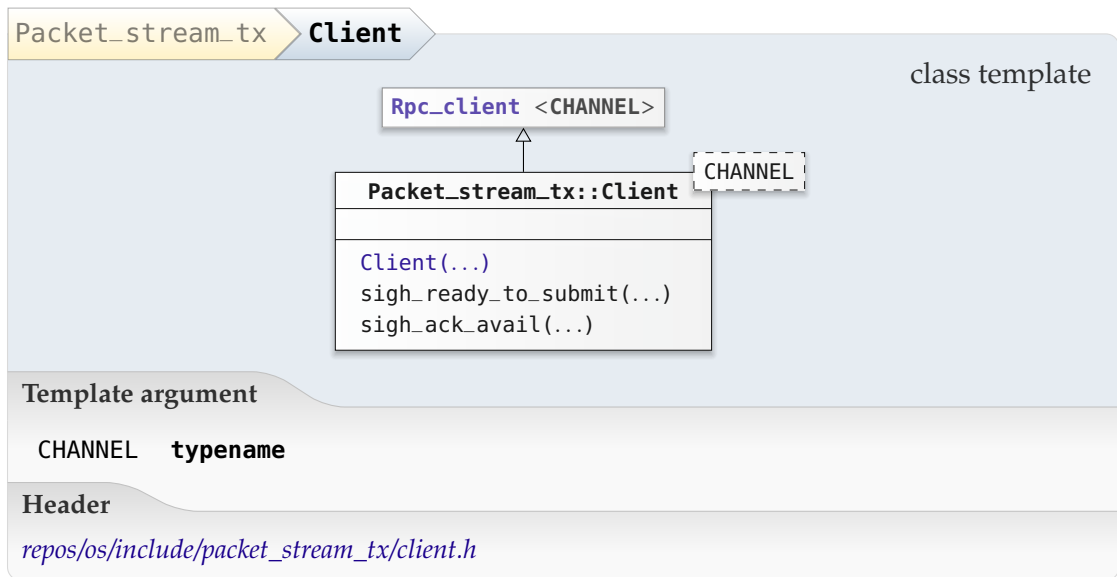 Packet_stream_tx Client
class template
Rpc_client <CHANNEL>
CHANNEL
Packet_stream_tx::Client
Client(...)
sigh_ready_to_submit(...)
sigh_ack_avail(...)
Template argument
CHANNEL typename
Header
repos/os/include/packet_stream_tx/client.h